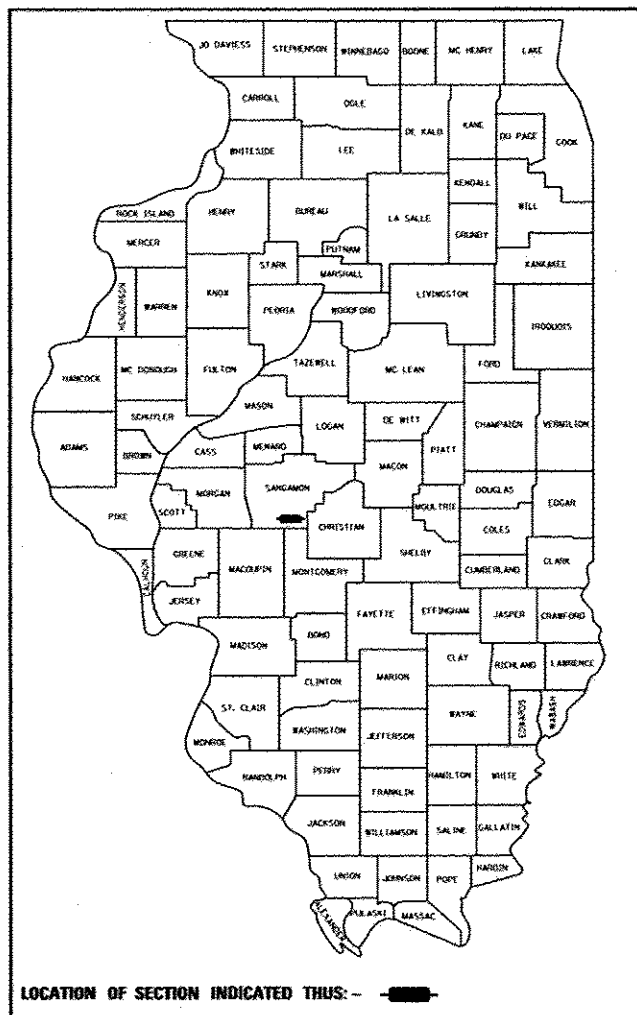 JO DAVIESS STEPHENSON WINNEBAGO BOONE MC HENRY LAKE
CARROLL OGLE DE KALB KANE DU PAGE COOK
WHITESIDE LEE
KENDALL
ROCK ISLAND HENRY BUREAU LA SALLE GRUNDY WILL
MERCER PUTNAM
STARK MARSHALL KANKAKEE
HENDERSON WARREN KNOX PEORIA WOODFORD LIVINGSTON
IROQUOIS
HANCOCK MC DONOUGH FULTON TAZEWELL MC LEAN FORD
MASON
SCHUYLER LOGAN DE WITT CHAMPAIGN VERMILION
ADAMS BROWN CASS MENARD MACON PIATT
PIKE SCOTT MORGAN SANGAMON MOULTRIE DOUGLAS EDGAR
CHRISTIAN COLES
CALHOUN GREENE MACOUPIN MONTGOMERY SHELBY CUMBERLAND CLARK
JERSEY FAYETTE EFFINGHAM JASPER CRAWFORD
MADISON BOND
CLINTON MARION CLAY RICHLAND LAWRENCE
ST. CLAIR WAYNE EDWARDS WABASH
MONROE WASHINGTON JEFFERSON
RANDOLPH PERRY HAMILTON WHITE
FRANKLIN
JACKSON WILLIAMSON SALINE GALLATIN
UNION JOHNSON POPE HARDIN
ALEXANDER PULASKI MASSAC
LOCATION OF SECTION INDICATED THUS: -